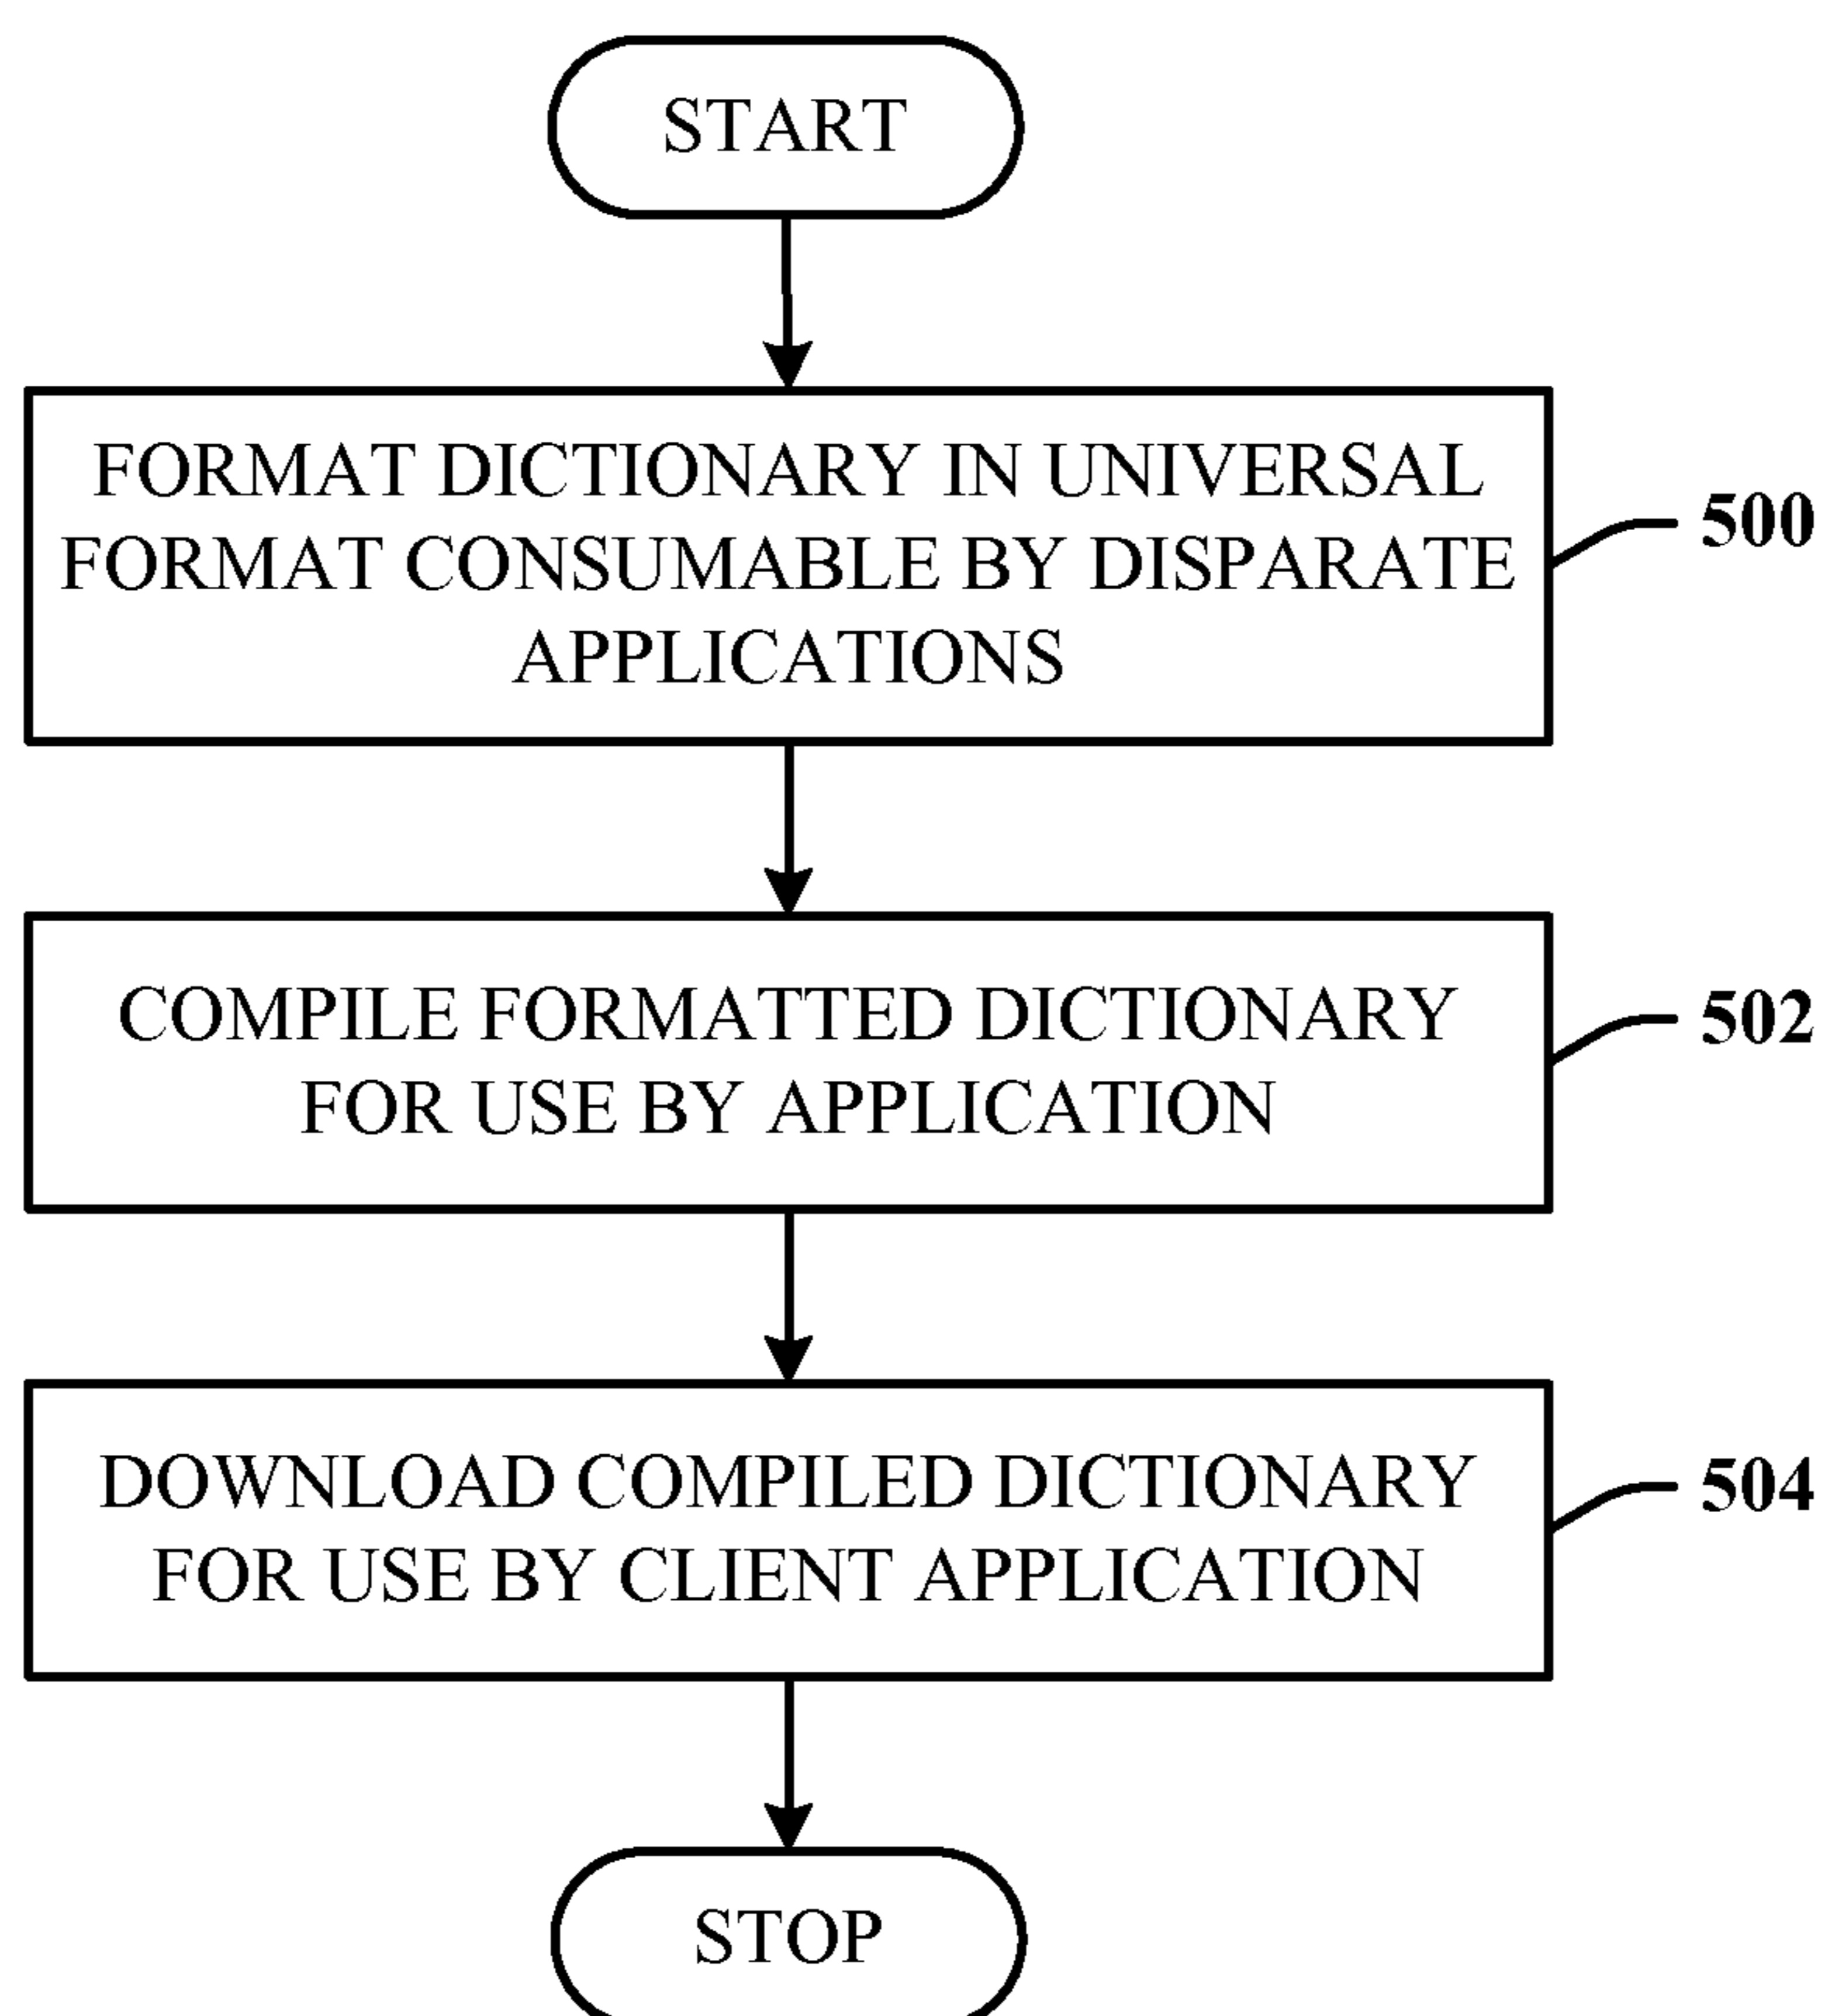 START
FORMAT DICTIONARY IN UNIVERSAL
FORMAT CONSUMABLE BY DISPARATE
APPLICATIONS
500
COMPILE FORMATTED DICTIONARY
FOR USE BY APPLICATION
502
DOWNLOAD COMPILED DICTIONARY
FOR USE BY CLIENT APPLICATION
504
STOP